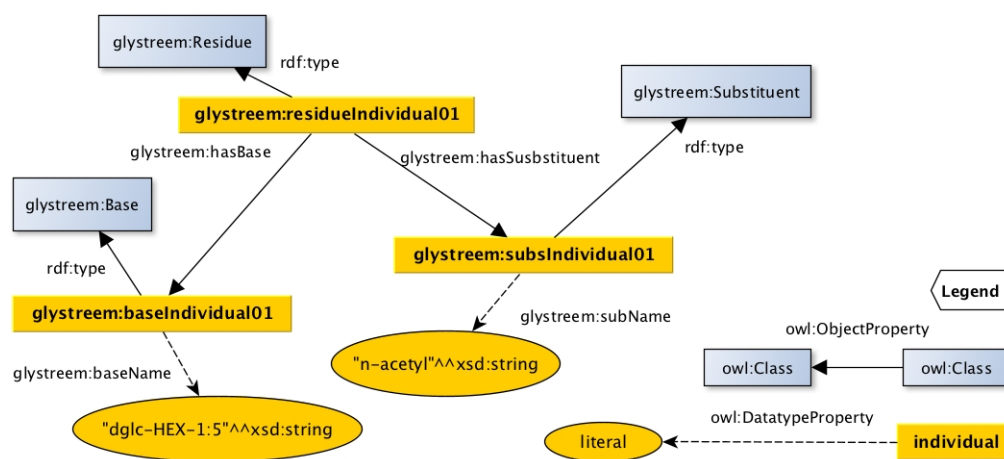 glystreem:Residue
rdf:type
glystreem:Substituent
glystreem:residueIndividual01
glystreem:hasBase
glystreem:hasSusbstituent
rdf:type
glystreem:Base
rdf:type
glystreem:subsIndividual01
glystreem:baseIndividual01
glystreem:subName
"n-acetyl"^^xsd:string
glystreem:baseName
"dglc-HEX-1:5"^^xsd:string
Legend
owl:ObjectProperty
owl:Class
owl:Class
owl:DatatypeProperty
literal
individual